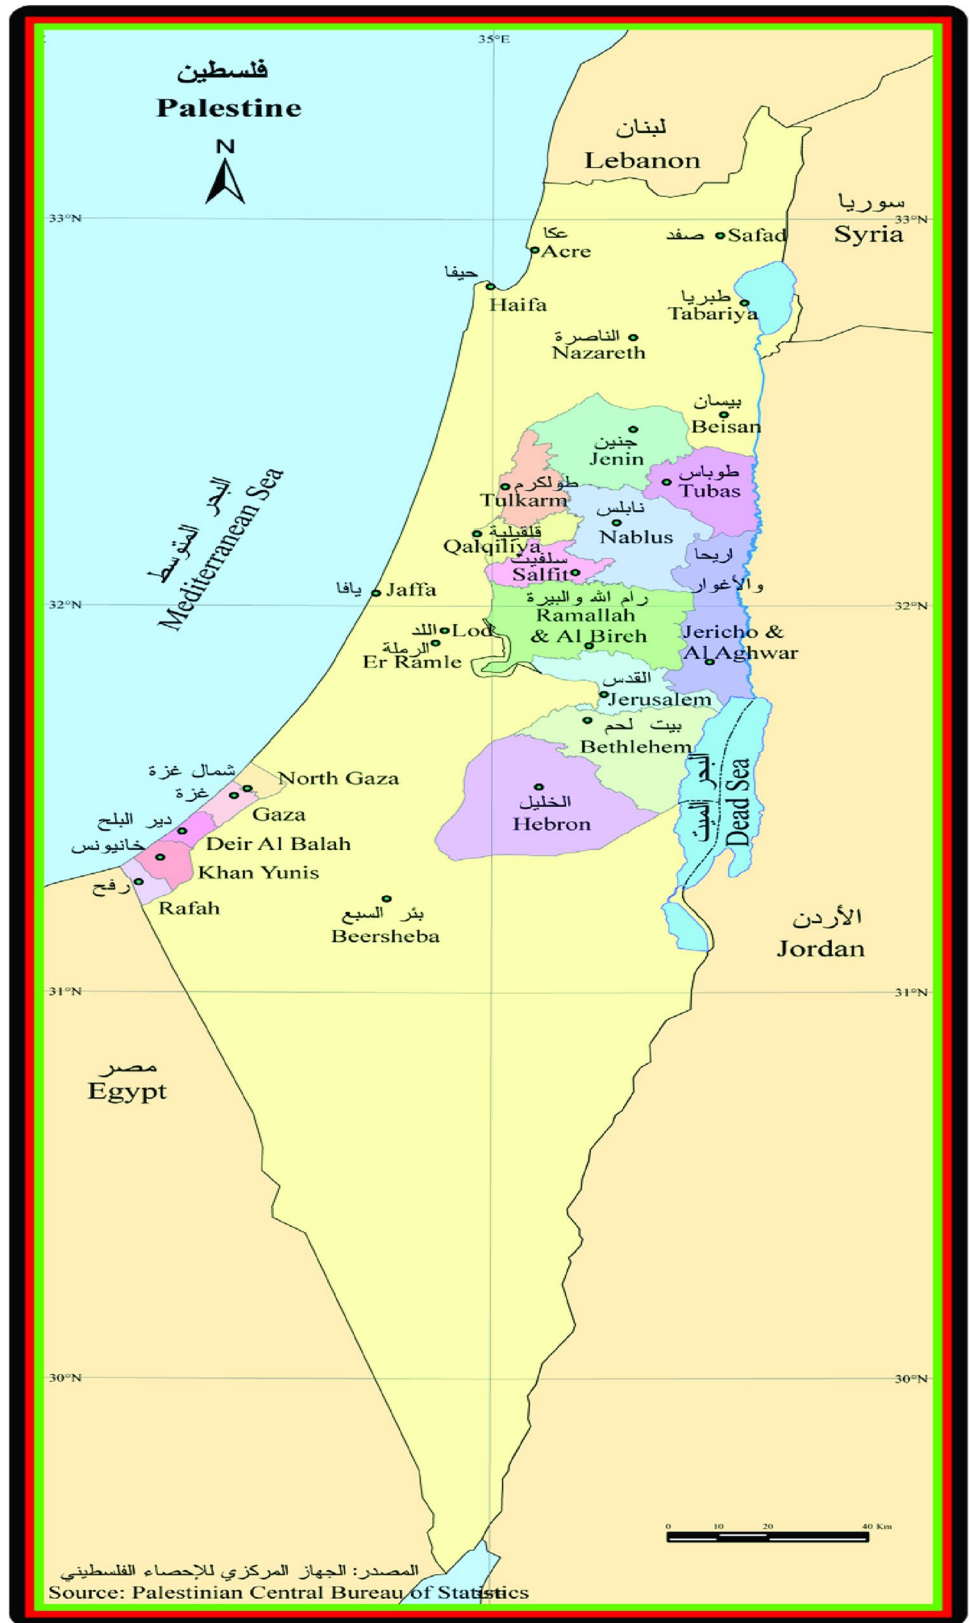 35°E
فلسطين
Palestine
N
لبنان
Lebanon
سوريا
Syria
33°N
33°N
عكا
Acre
صفد Safad
حيفا
Haifa
طبريا
Tabariya
الناصرة
Nazareth
بيسان
Beisan
جنين
Jenin
طوباس
Tubas
طولكرم
Tulkarm
نابلس
Nablus
قلقيلية
Qalqiliya
سلفيت
Salfit
اريحا
والأغوار
Jericho &
Al Aghwar
البحر المتوسط
Mediterranean Sea
يافا Jaffa
32°N
32°N
رام الله والبيرة
Ramallah
& Al Birch
اللد Lod
الرملة
Er Ramle
القدس
Jerusalem
بيت لحم
Bethlehem
البحر الميت
Dead Sea
الخليل
Hebron
شمال غزة
North Gaza
غزة
Gaza
دير البلح
Deir Al Balah
خانيونس
Khan Yunis
رفح
Rafah
بئر السبع
Beersheba
الأردن
Jordan
31°N
31°N
مصر
Egypt
30°N
30°N
0 10 20 40 Km
المصدر: الجهاز المركزي للإحصاء الفلسطيني
Source: Palestinian Central Bureau of Statistics